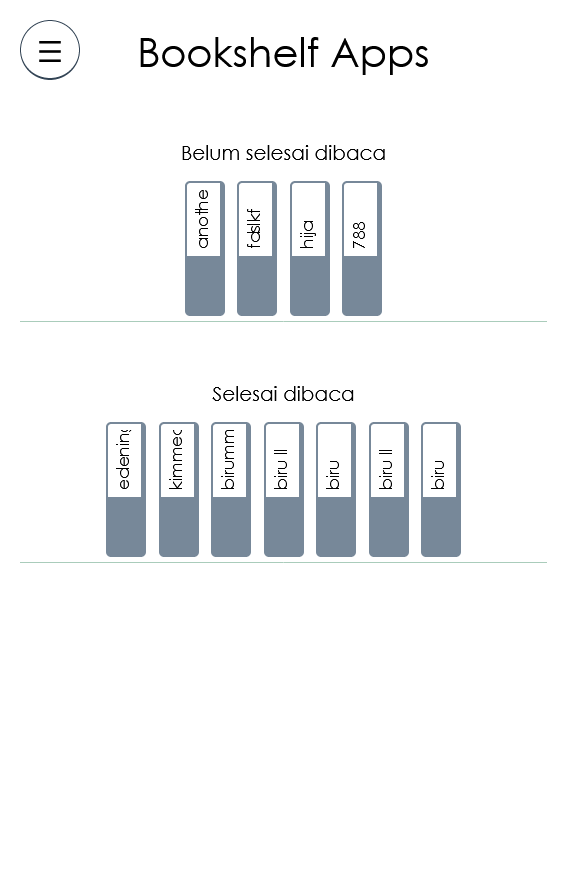 Bookshelf Apps
Belum selesai dibaca
anothe
fdslkf
hija
788
Selesai dibaca
edening
kimmec
birumm
biru ll
biru
biru ll
biru